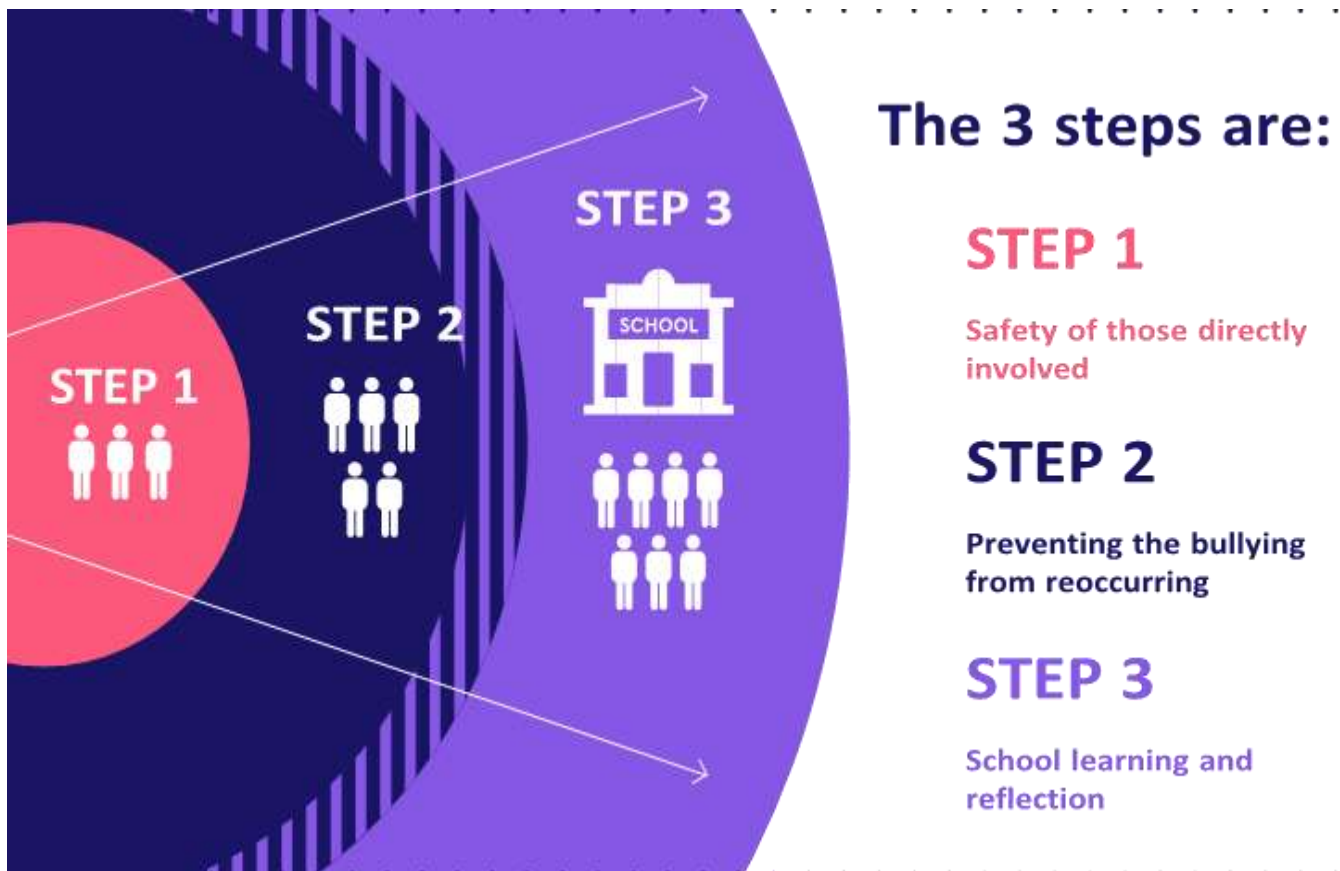 The 3 steps are:
STEP 1
STEP 2
STEP 3
SCHOOL
STEP 1
Safety of those directly
involved
STEP 2
Preventing the bullying
from reoccurring
STEP 3
School learning and
reflection